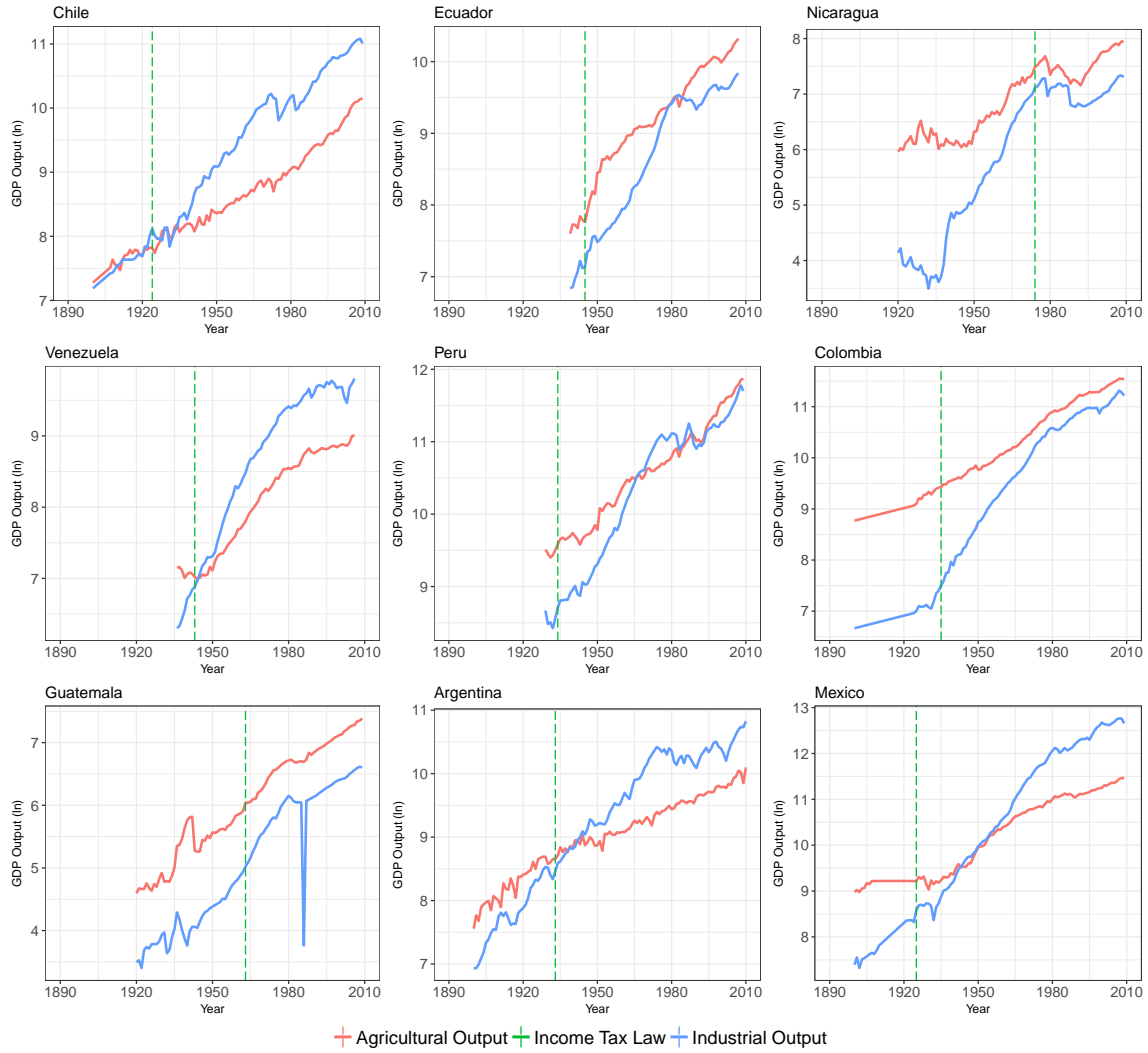 Chile
GDP Output (ln)
11
10
9
8
7
1890 1920 1950 1980 2010
Year
Ecuador
GDP Output (ln)
10
9
8
7
1890 1920 1950 1980 2010
Year
Nicaragua
GDP Output (ln)
8
7
6
5
4
1890 1920 1950 1980 2010
Year
Venezuela
GDP Output (ln)
9
8
7
1890 1920 1950 1980 2010
Year
Peru
GDP Output (ln)
12
11
10
9
1890 1920 1950 1980 2010
Year
Colombia
GDP Output (ln)
11
10
9
8
7
1890 1920 1950 1980 2010
Year
Guatemala
GDP Output (ln)
7
6
5
4
1890 1920 1950 1980 2010
Year
Argentina
GDP Output (ln)
11
10
9
8
7
1890 1920 1950 1980 2010
Year
Mexico
GDP Output (ln)
13
12
11
10
9
8
1890 1920 1950 1980 2010
Year
Agricultural Output Income Tax Law Industrial Output